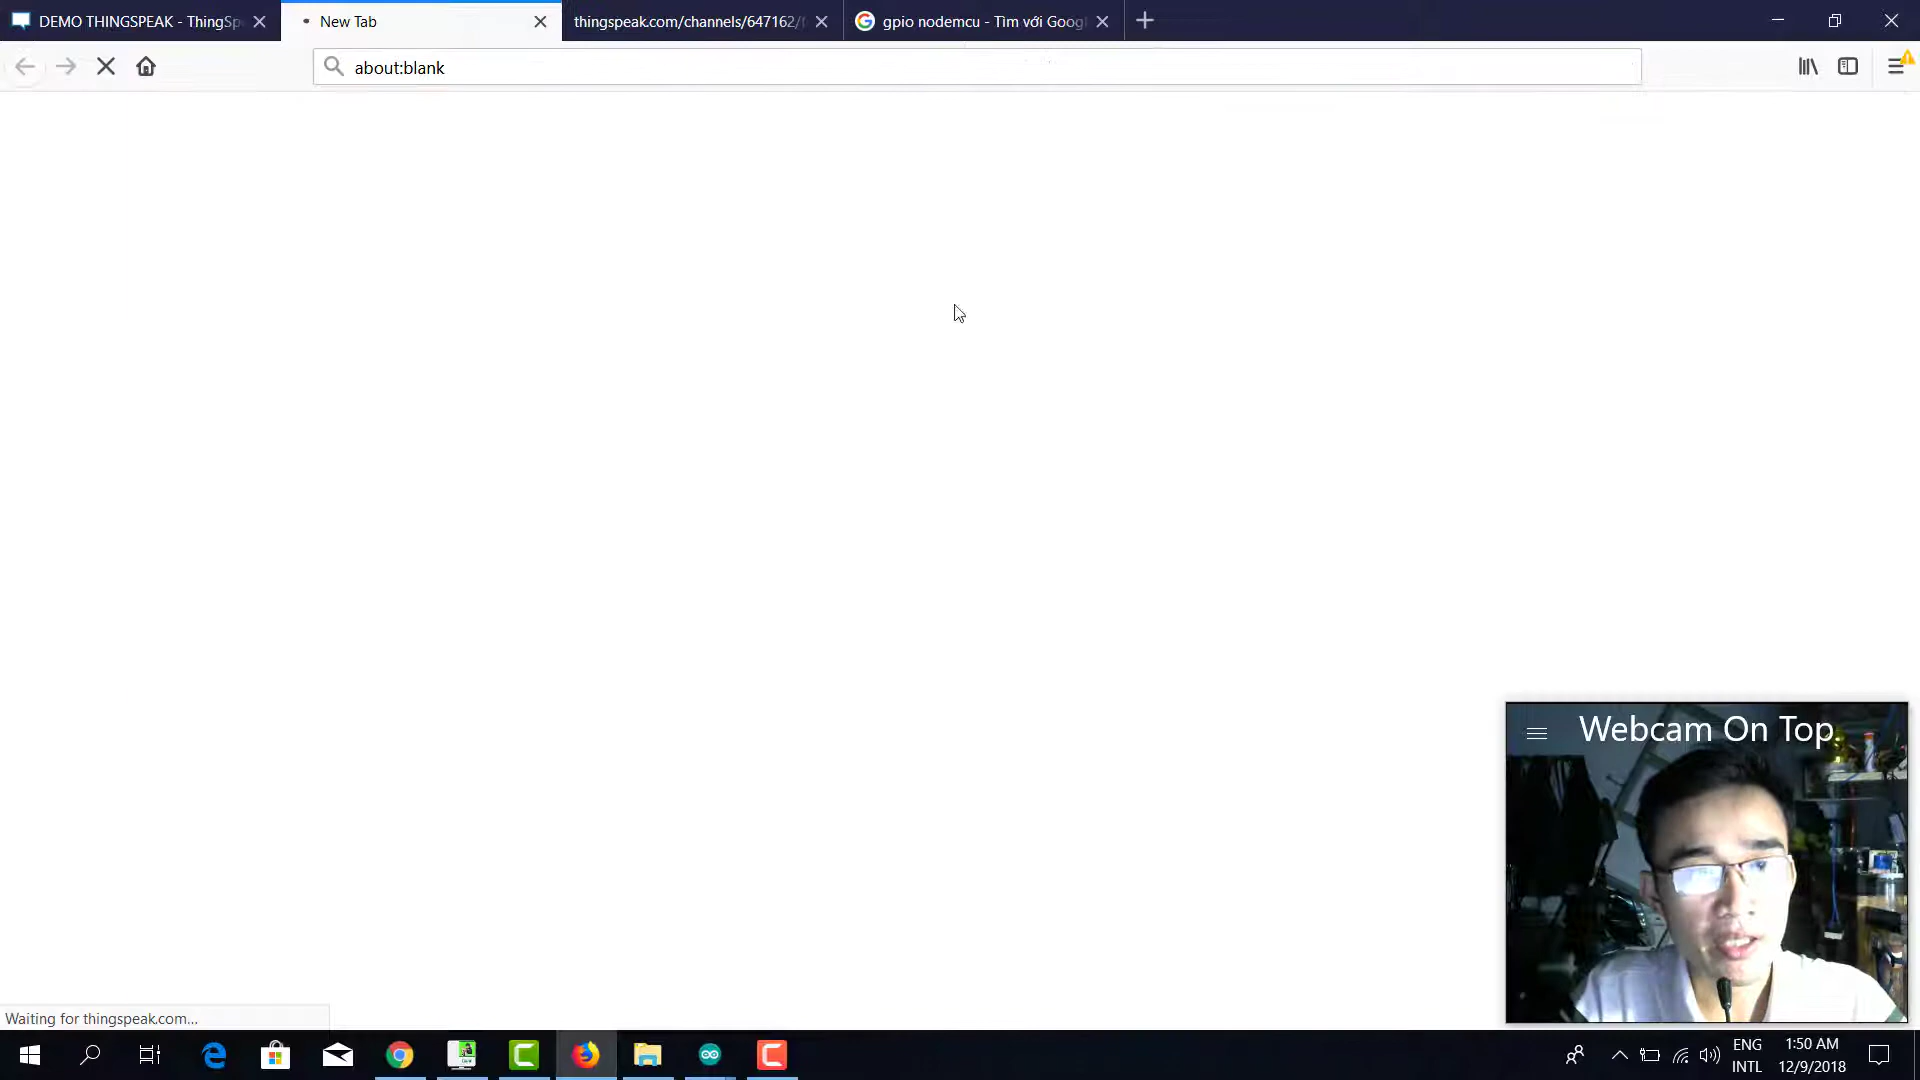 DEMO THINGSPEAK - ThingSp
New Tab
thingspeak.com/channels/647162/f
gpio nodemcu - Tìm với Googl
about:blank
Webcam On Top.
Waiting for thingspeak.com...
ENG
INTL
1:50 AM
12/9/2018